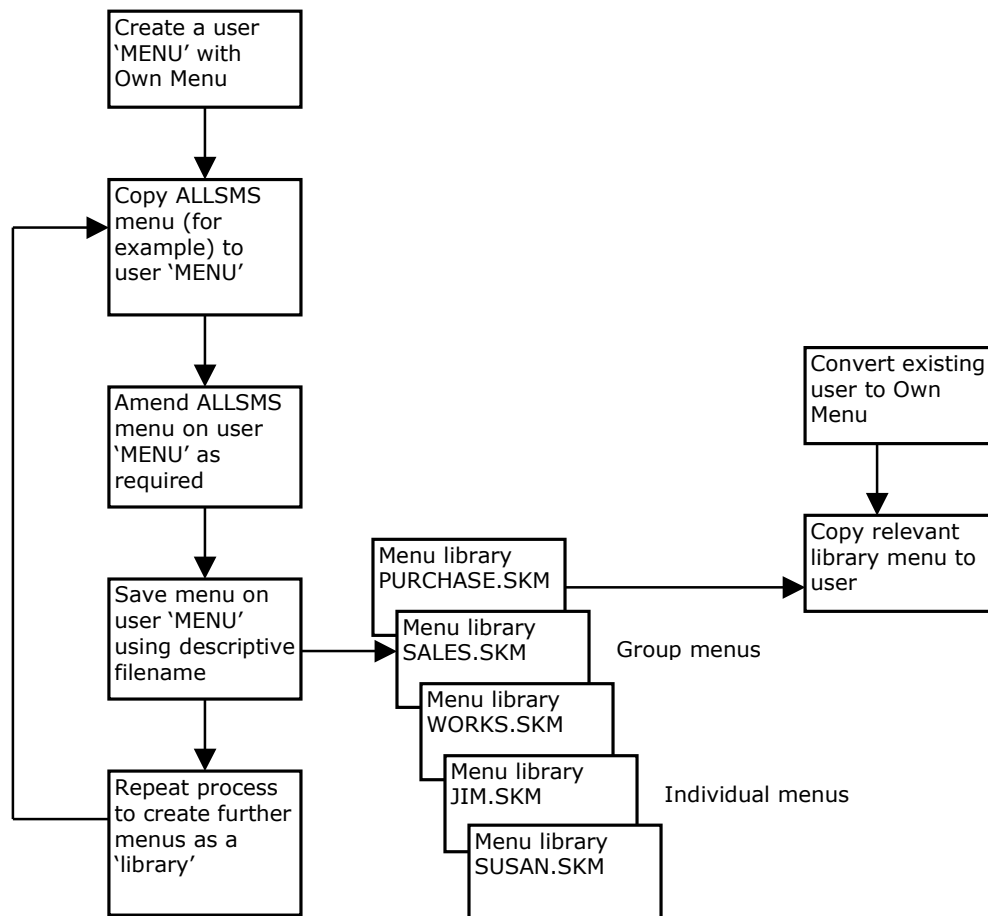 Create a user
‘MENU’ with
Own Menu
Copy ALLSMS
menu (for
example) to
user ‘MENU’
Amend ALLSMS
menu on user
‘MENU’ as
required
Save menu on
user ‘MENU’
using descriptive
filename
Repeat process
to create further
menus as a
‘library’
Menu library
PURCHASE.SKM
Menu library
SALES.SKM
Menu library
WORKS.SKM
Menu library
JIM.SKM
Menu library
SUSAN.SKM
Group menus
Individual menus
Convert existing
user to Own
Menu
Copy relevant
library menu to
user